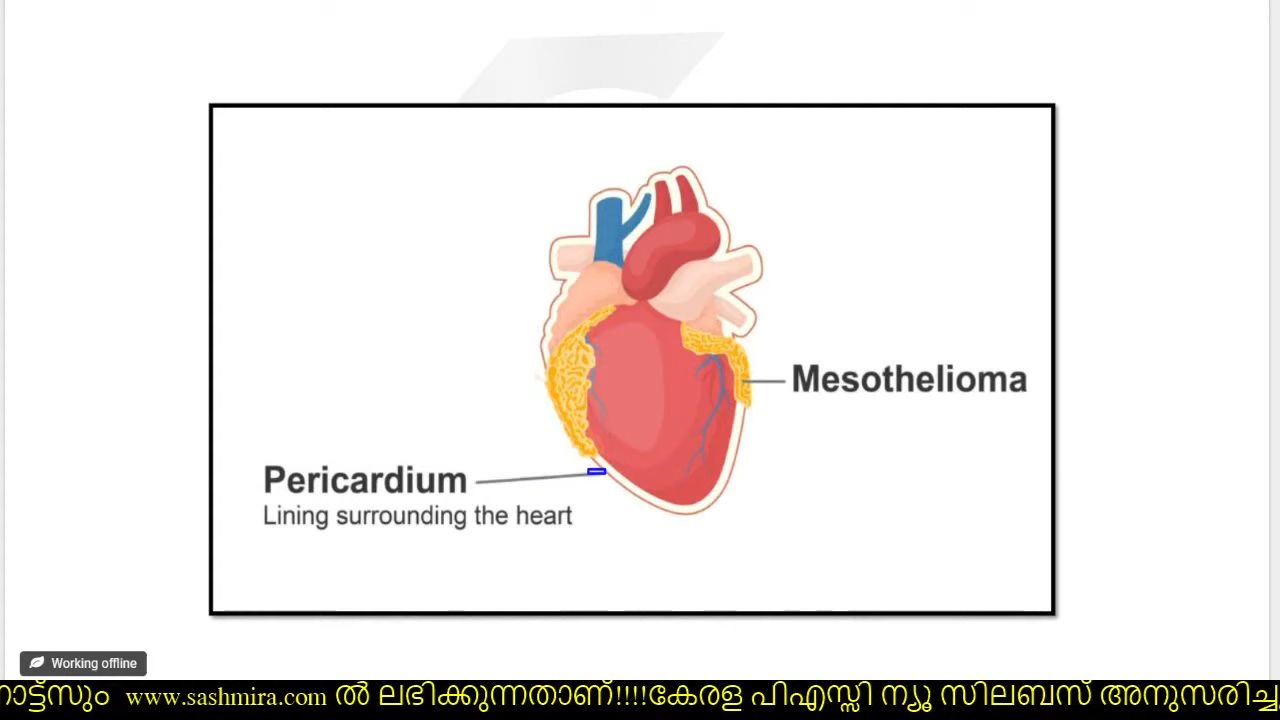 Mesothelioma
Pericardium
Lining surrounding the heart
Working offline
www.sashmira.com ൽ ലഭിക്കുന്നതാണ്!!!!കേരള പിഎസ്സി ന്യൂ സിലബസ് അനുസരിച്ച